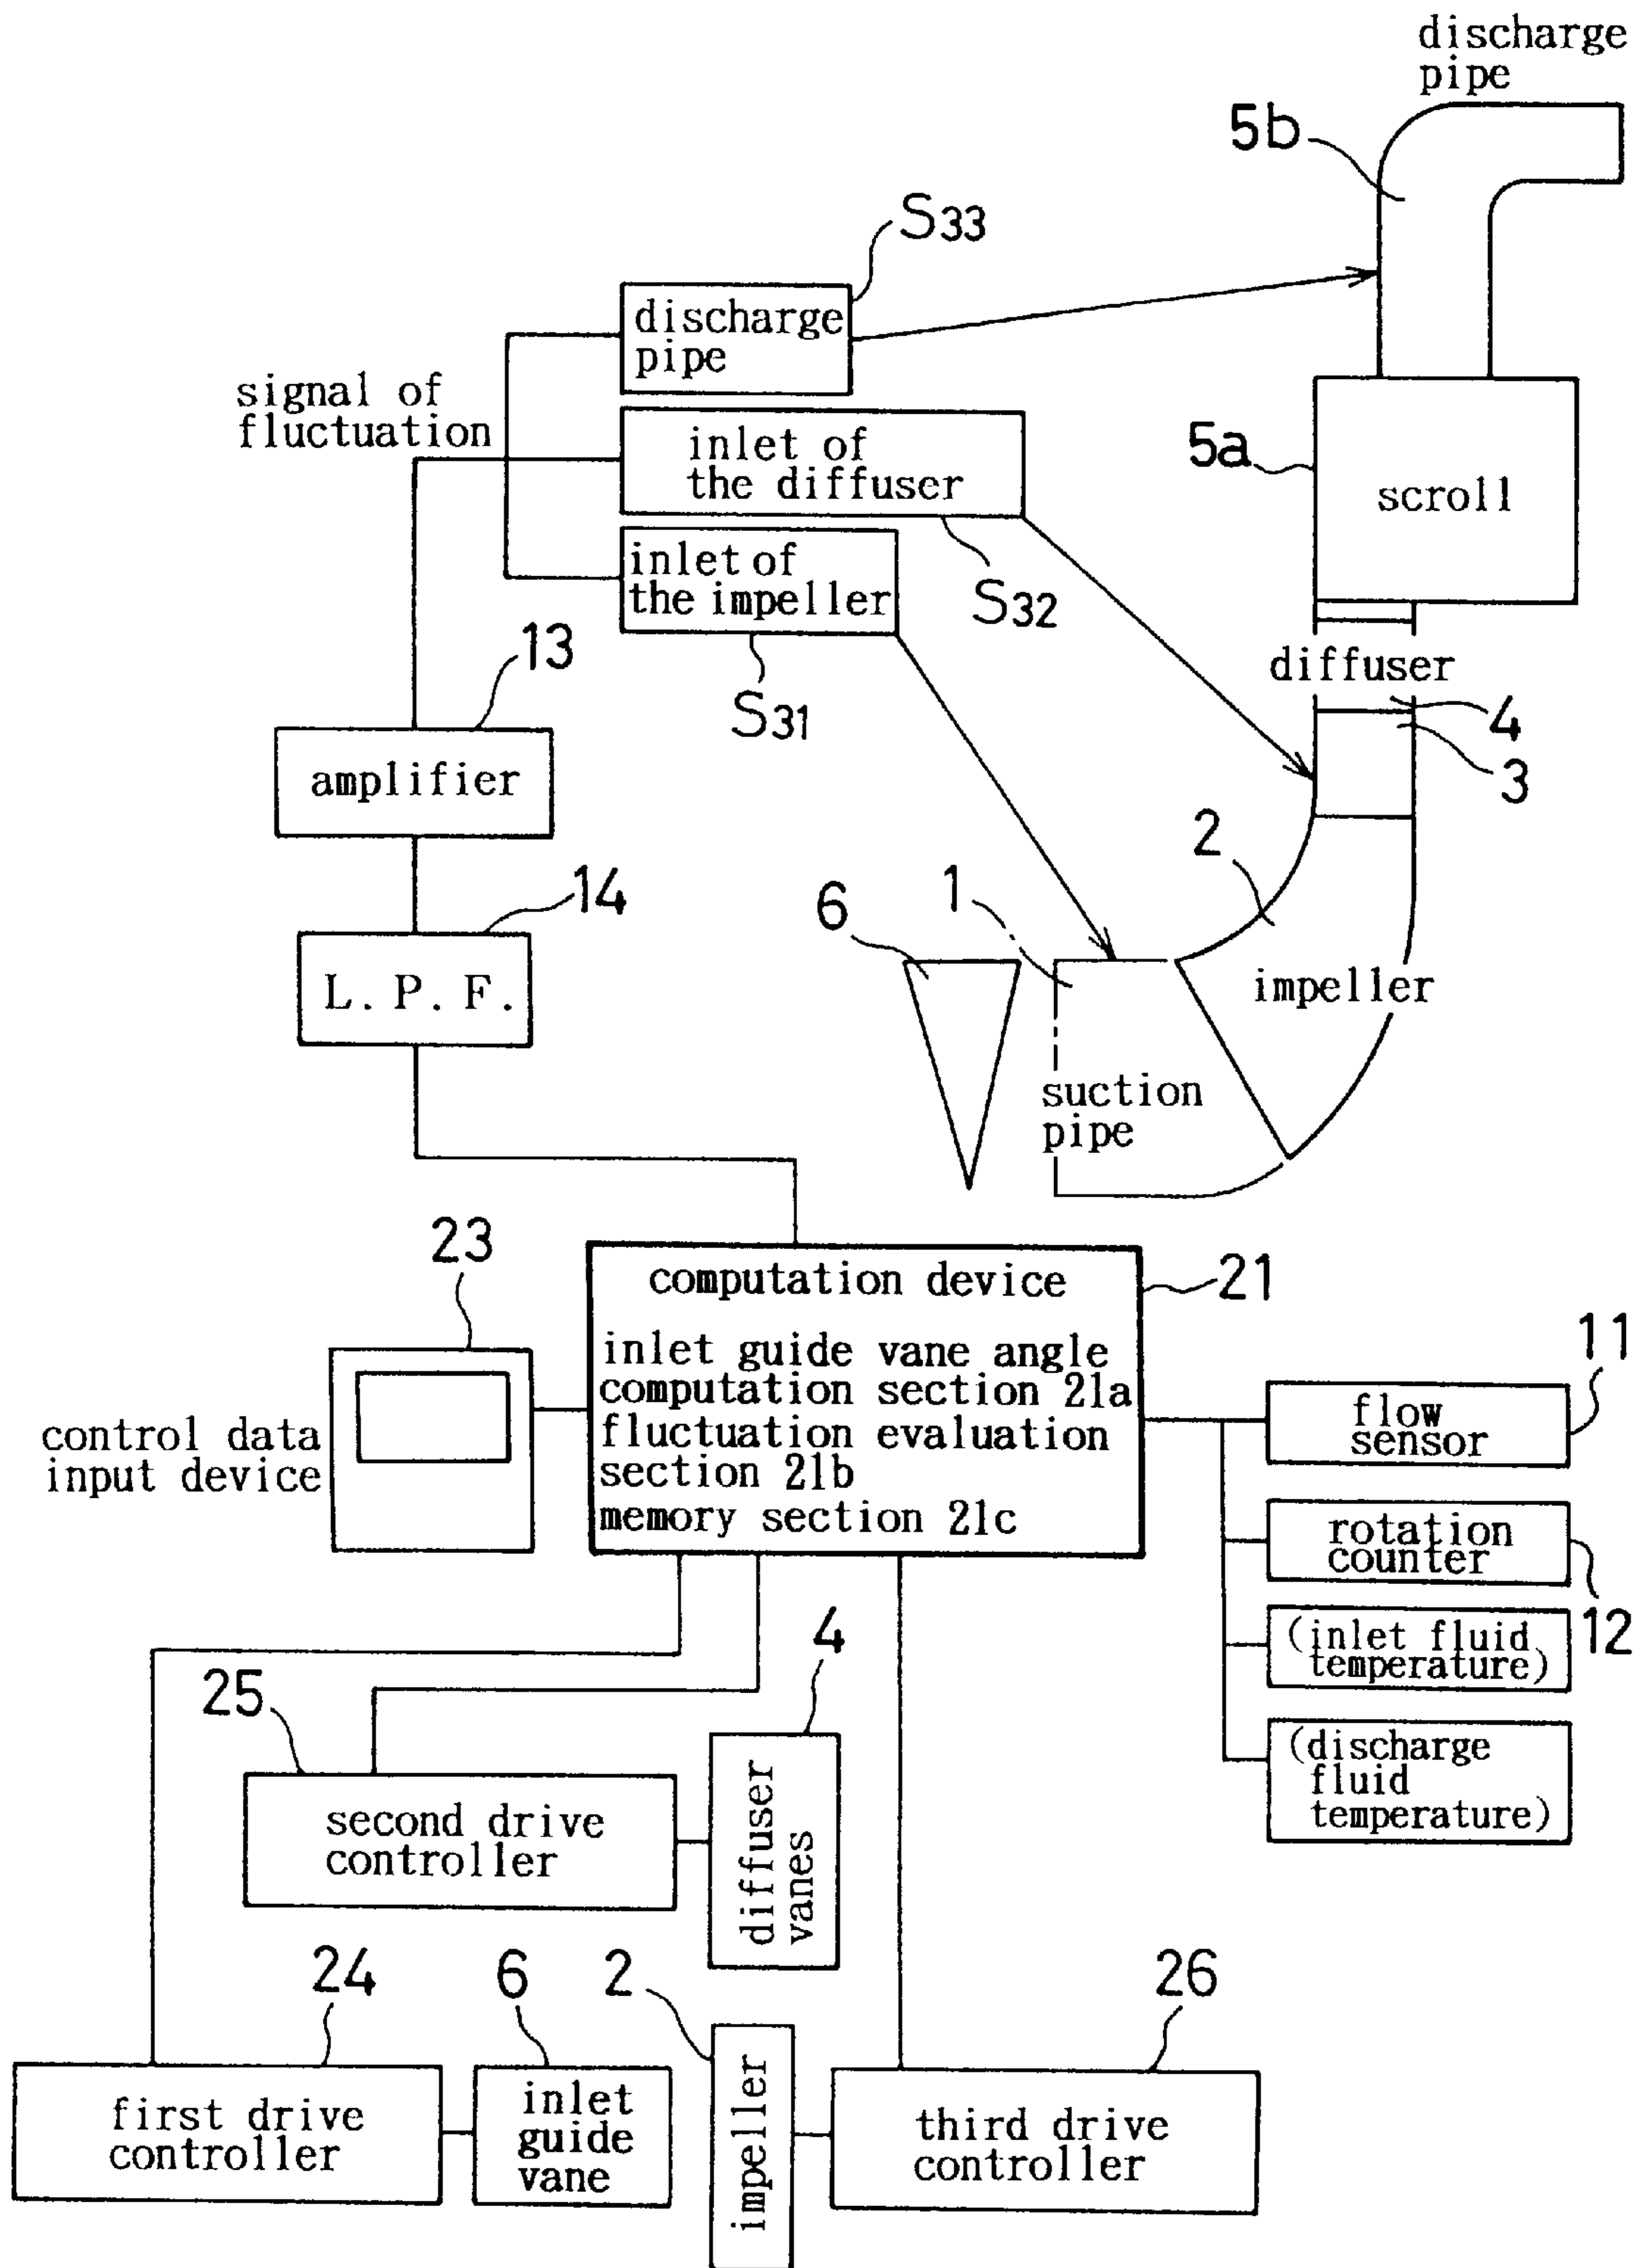 discharge
pipe
5b
S33
discharge
pipe
signal of
fluctuation
inlet of
the diffuser
5a
scroll
inlet of
the impeller
S32
13
S31
diffuser
4
3
amplifier
2
14
6
1
L. P. F.
impeller
suction
pipe
23
computation device
21
inlet guide vane angle
computation section 21a
fluctuation evaluation
section 21b
memory section 21c
11
flow
sensor
control data
input device
rotation
counter
12
(inlet fluid
temperature)
4
25
(discharge
fluid
temperature)
second drive
controller
diffuser
vanes
24
6
2
26
first drive
controller
inlet
guide
vane
impeller
third drive
controller